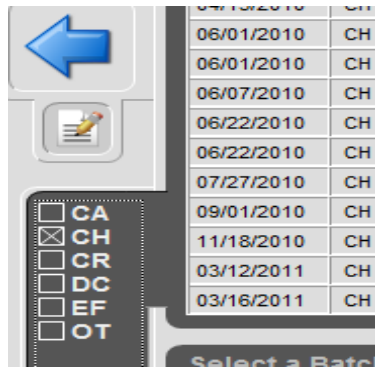 06/01/2010 CH
06/01/2010 CH
06/07/2010 CH
06/22/2010 CH
06/22/2010 CH
07/27/2010 CH
09/01/2010 CH
11/18/2010 CH
03/12/2011 CH
03/16/2011 CH
CA
CH
CR
DC
EF
OT
Select a Batch